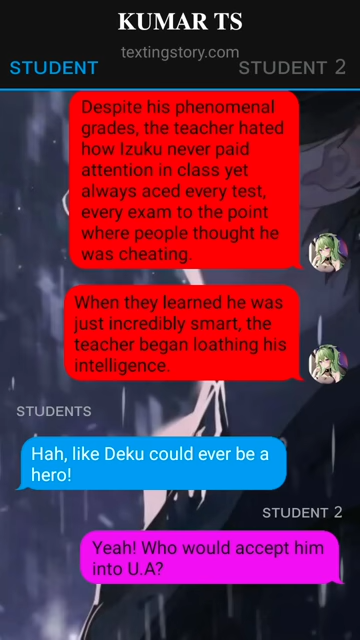 KUMAR TS
textingstory.com
STUDENT
STUDENT 2
Despite his phenomenal
grades, the teacher hated
how Izuku never paid
attention in class yet
always aced every test,
every exam to the point
where people thought he
was cheating.
When they learned he was
just incredibly smart, the
teacher began loathing his
intelligence.
STUDENTS
Hah, like Deku could ever be a
hero!
STUDENT 2
Yeah! Who would accept him
into U.A?